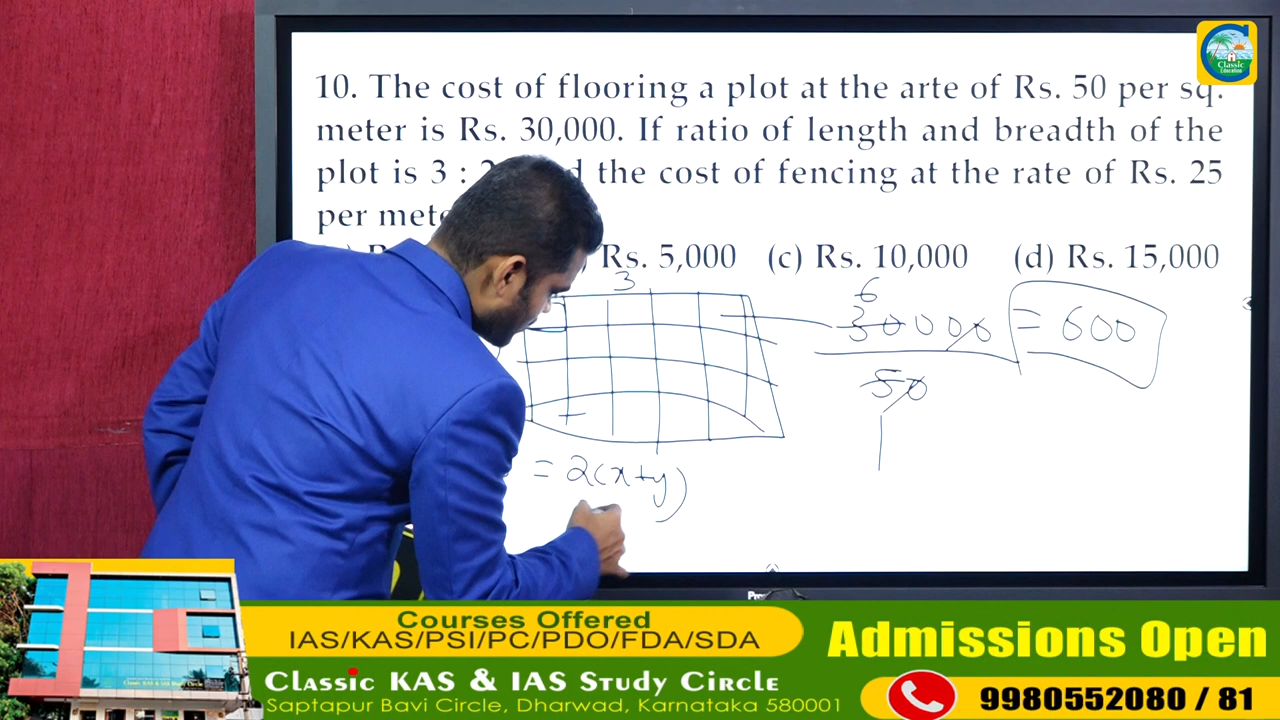 Classic
Education
10. The cost of flooring a plot at the arte of Rs. 50 per sq.
meter is Rs. 30,000. If ratio of length and breadth of the
plot is 3 : the cost of fencing at the rate of Rs. 25
per
Rs. 5,000 (c) Rs. 10,000 (d) Rs. 15,000
3
6
30000 = 600
50
1
= 2(x+y)
Courses Offered
IAS/KAS/PSI/PC/PDO/FDA/SDA
Classic KAS & IAS Study Circle
Saptapur Bavi Circle, Dharwad, Karnataka 580001
Admissions Open
9980552080 / 81